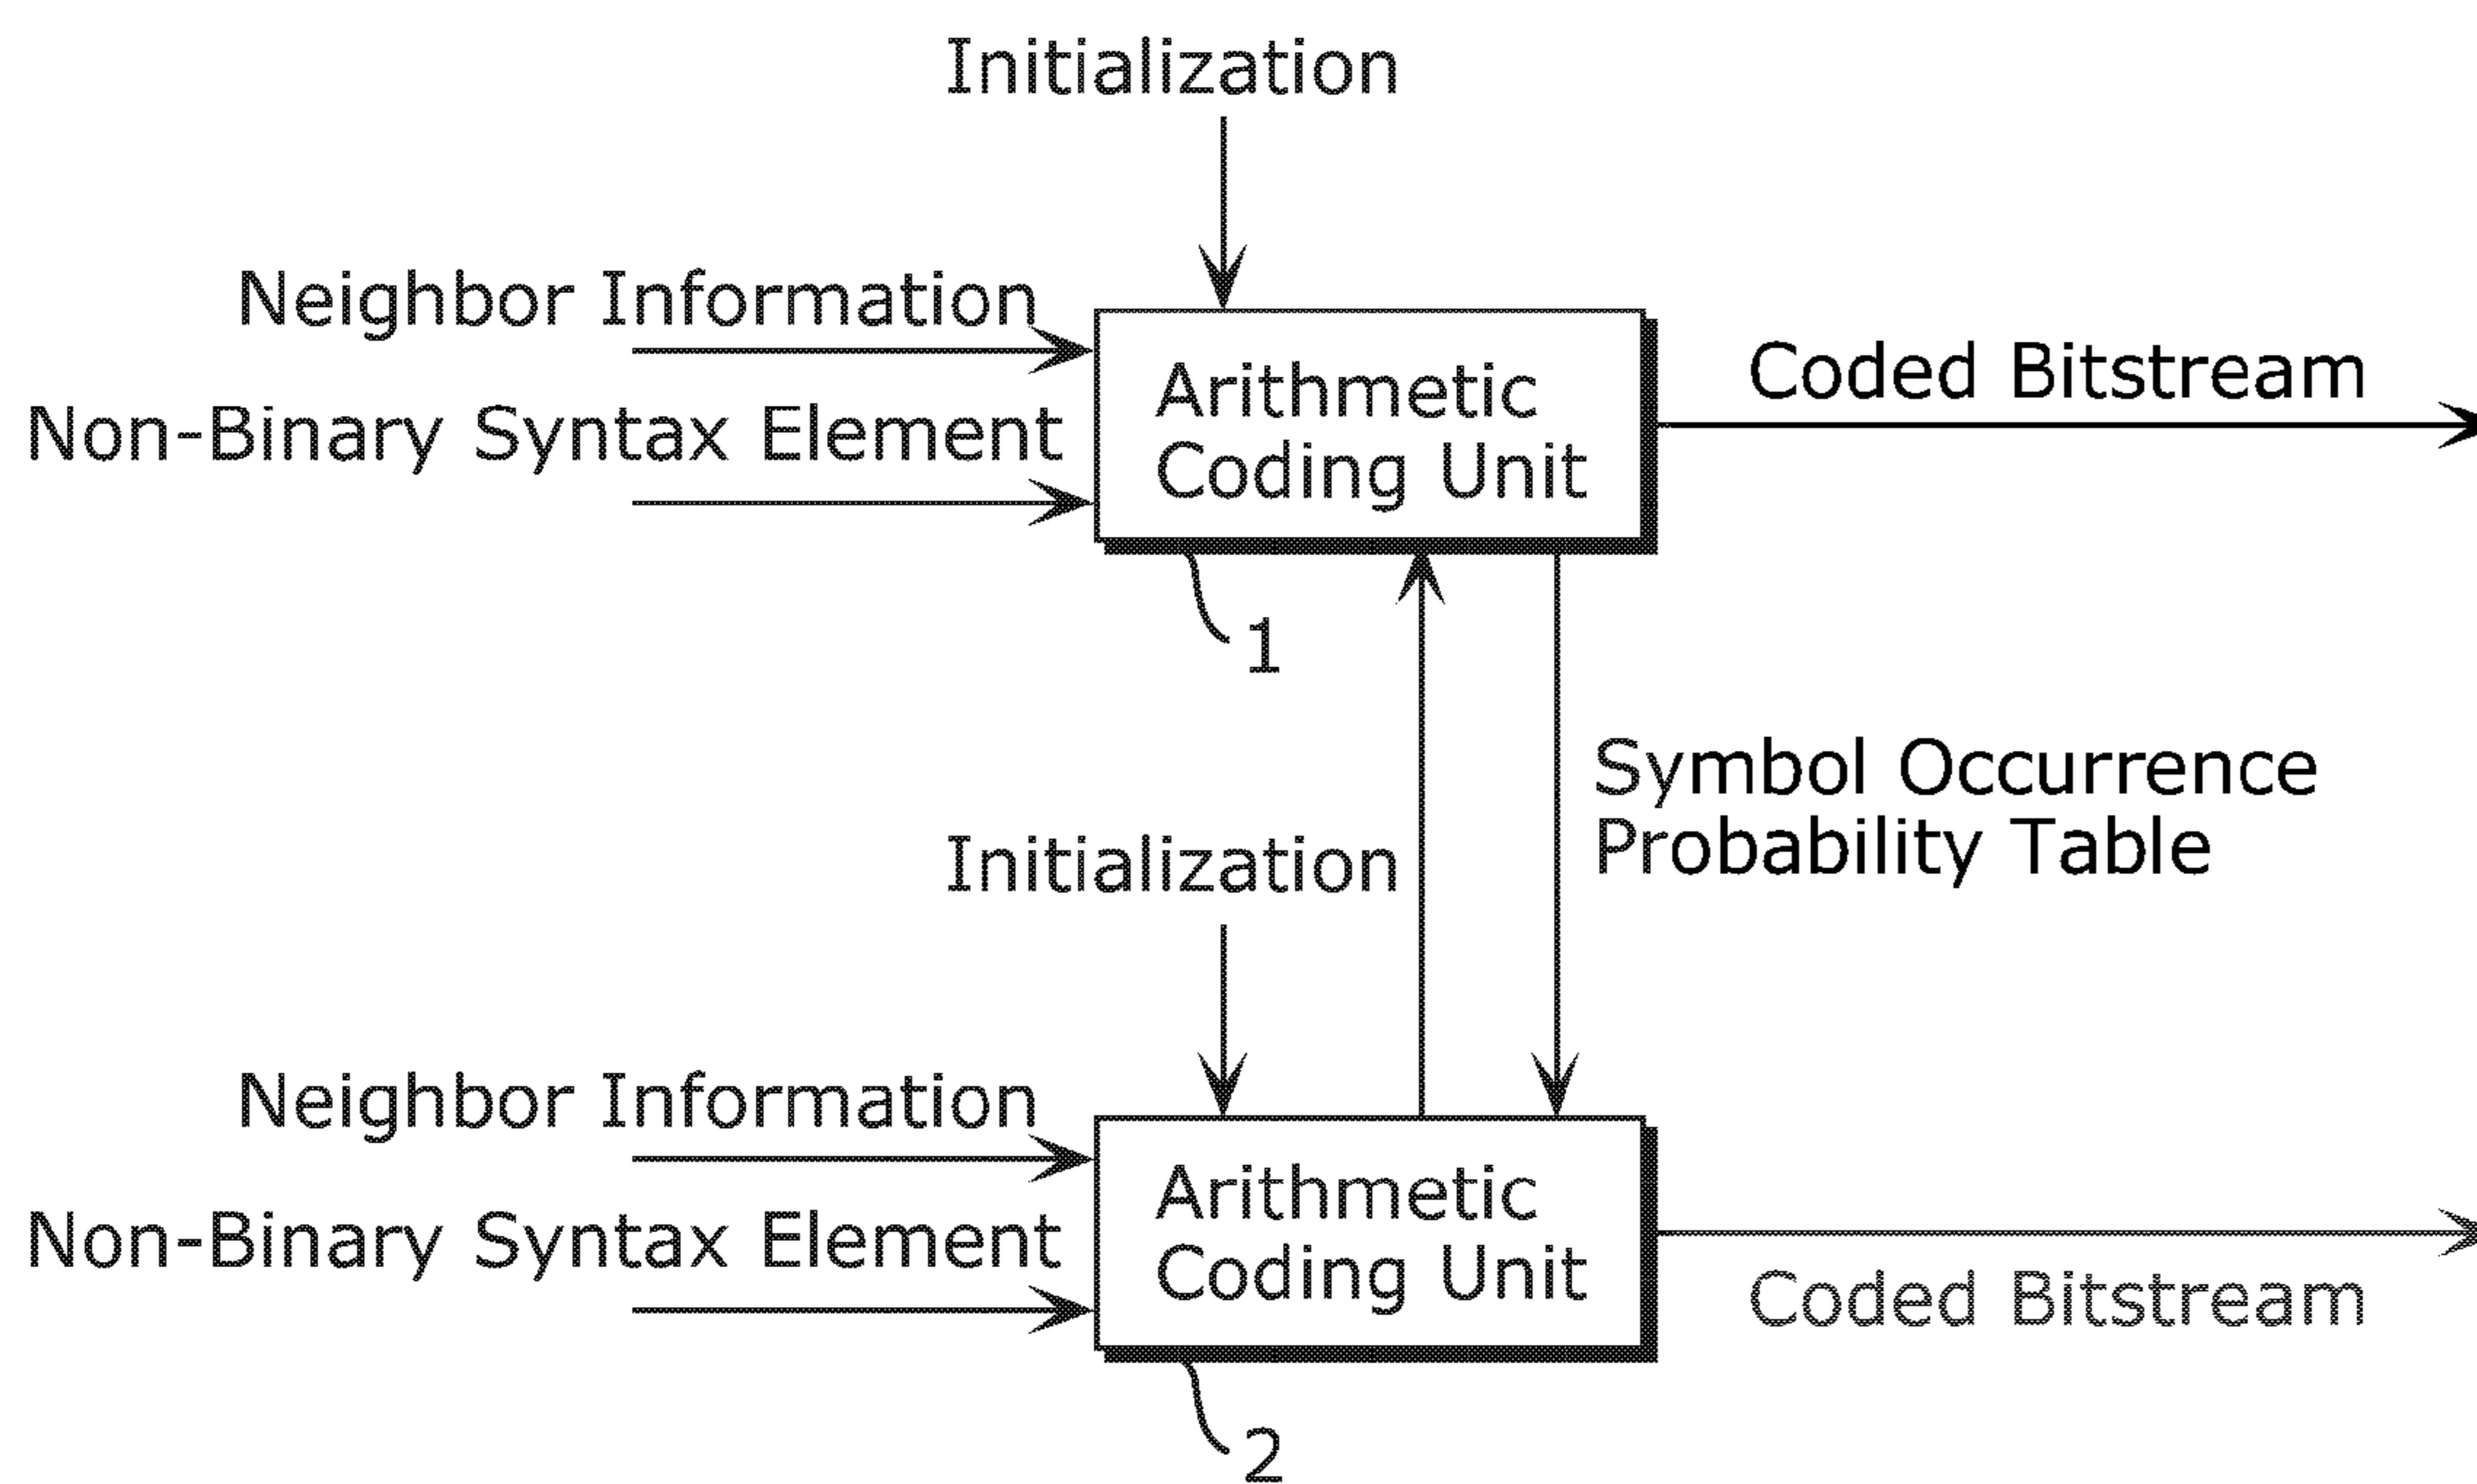 Initialization
Neighbor Information
Non-Binary Syntax Element
Arithmetic
Coding Unit
Coded Bitstream
1
Symbol Occurrence
Probability Table
Initialization
Neighbor Information
Non-Binary Syntax Element
Arithmetic
Coding Unit
Coded Bitstream
2